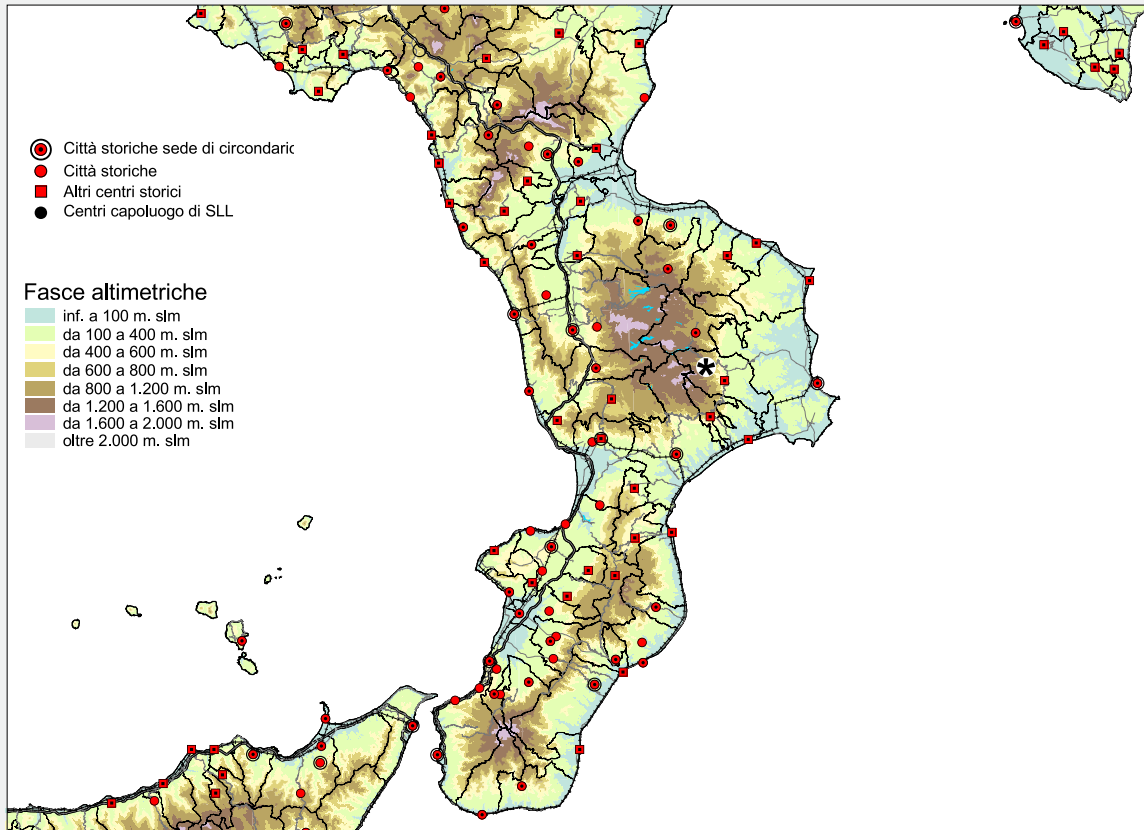 Città storiche sede di circondaric
Città storiche
Altri centri storici
Centri capoluogo di SLL
Fasce altimetriche
inf. a 100 m. slm
da 100 a 400 m. slm
da 400 a 600 m. slm
da 600 a 800 m. slm
da 800 a 1.200 m. slm
da 1.200 a 1.600 m. slm
da 1.600 a 2.000 m. slm
oltre 2.000 m. slm
*